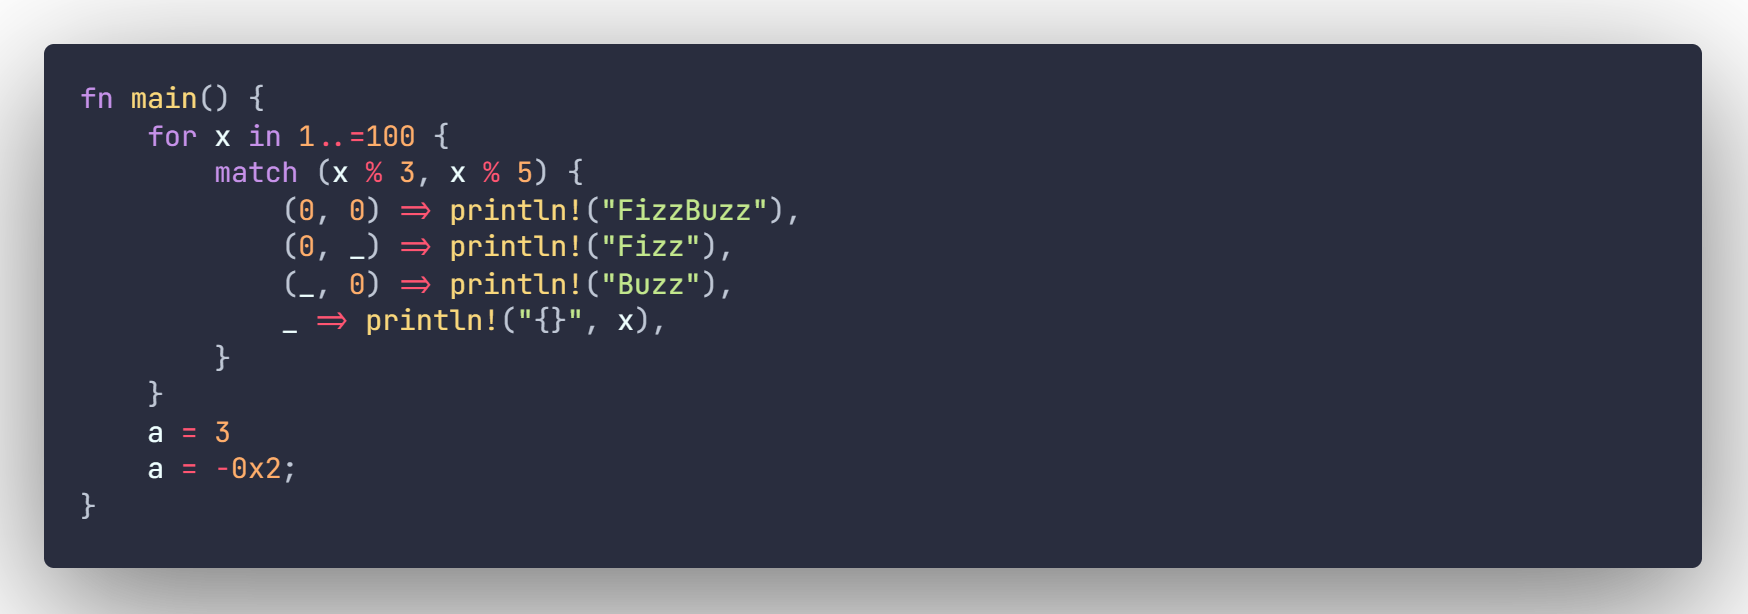 fn main() {
    for x in 1..=100 {
        match (x % 3, x % 5) {
            (0, 0) => println!("FizzBuzz"),
            (0, _) => println!("Fizz"),
            (_, 0) => println!("Buzz"),
            _ => println!("{}", x),
        }
    }
    a = 3
    a = -0x2;
}